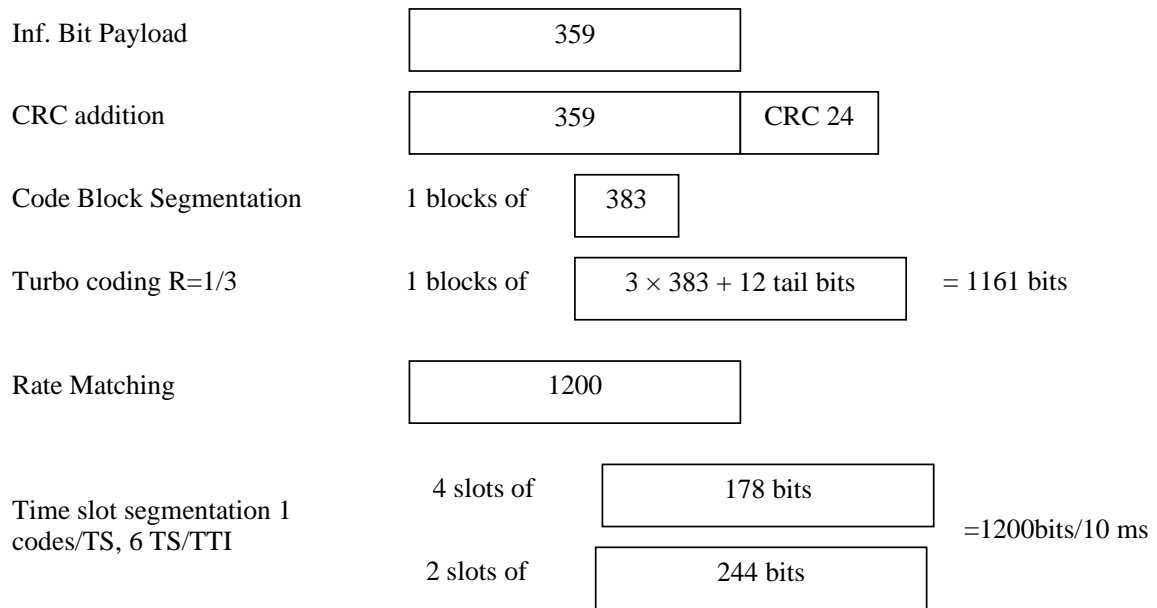 Inf. Bit Payload 359
CRC addition 359 CRC 24
Code Block Segmentation 1 blocks of 383
Turbo coding R=1/3 1 blocks of 3 × 383 + 12 tail bits = 1161 bits
Rate Matching 1200
4 slots of 178 bits
Time slot segmentation 1
codes/TS, 6 TS/TTI
=1200bits/10 ms
2 slots of 244 bits